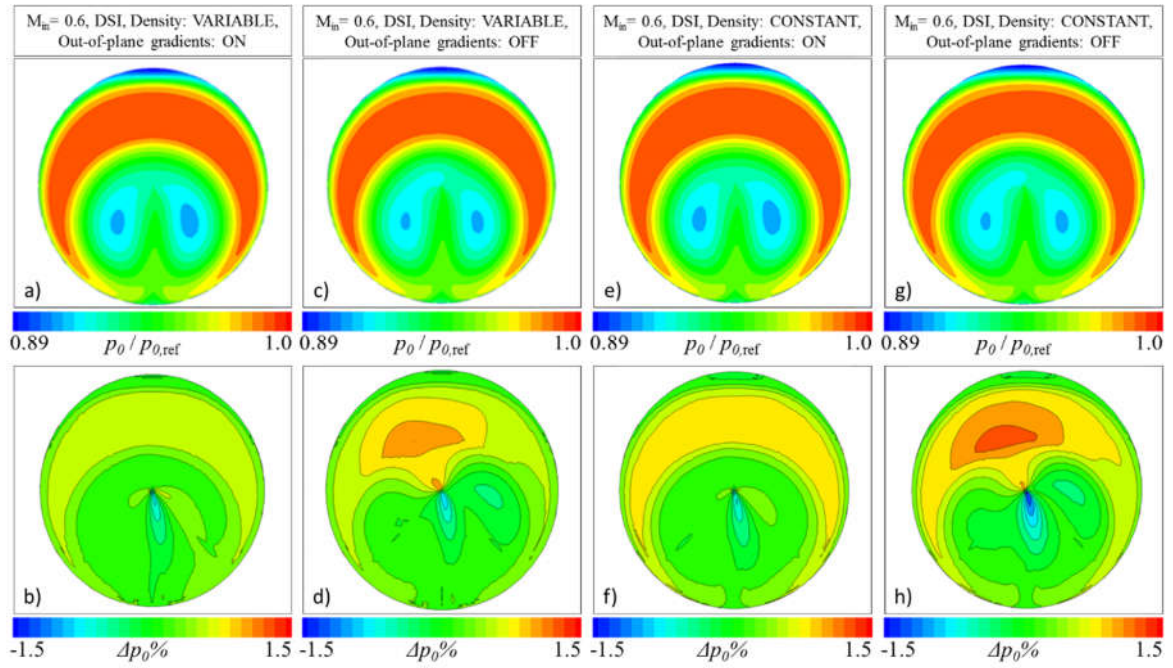 M_in= 0.6, DSI, Density: VARIABLE,
Out-of-plane gradients: ON
M_in= 0.6, DSI, Density: VARIABLE,
Out-of-plane gradients: OFF
M_in= 0.6, DSI, Density: CONSTANT,
Out-of-plane gradients: ON
M_in= 0.6, DSI, Density: CONSTANT,
Out-of-plane gradients: OFF
a)
c)
e)
g)
0.89 p_0 / p_0,ref 1.0
0.89 p_0 / p_0,ref 1.0
0.89 p_0 / p_0,ref 1.0
0.89 p_0 / p_0,ref 1.0
b)
d)
f)
h)
-1.5 Δp_0% 1.5
-1.5 Δp_0% 1.5
-1.5 Δp_0% 1.5
-1.5 Δp_0% 1.5